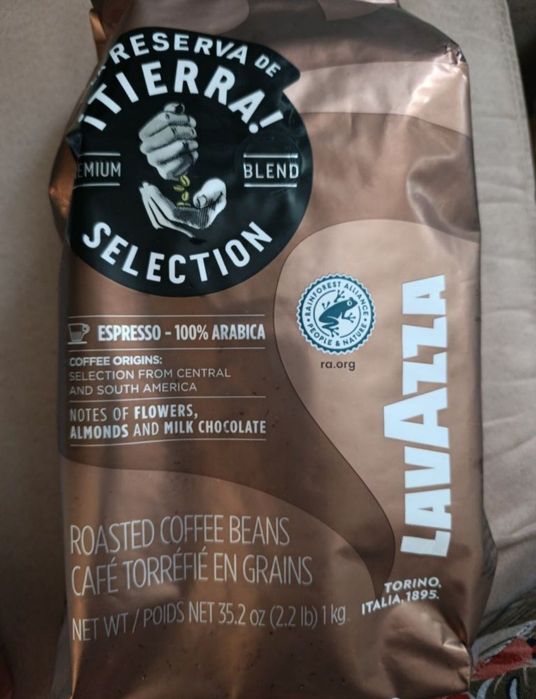 RESERVA DE
¡TIERRA!
EMIUM
BLEND
SELECTION
ESPRESSO - 100% ARABICA
COFFEE ORIGINS:
SELECTION FROM CENTRAL
AND SOUTH AMERICA
NOTES OF FLOWERS,
ALMONDS AND MILK CHOCOLATE
RAINFOREST ALLIANCE
PEOPLE & NATURE
ra.org
LAVAZZA
TORINO,
ITALIA, 1895.
ROASTED COFFEE BEANS
CAFÉ TORRÉFIÉ EN GRAINS
NET WT / POIDS NET 35.2 oz (2.2 lb) 1 kg